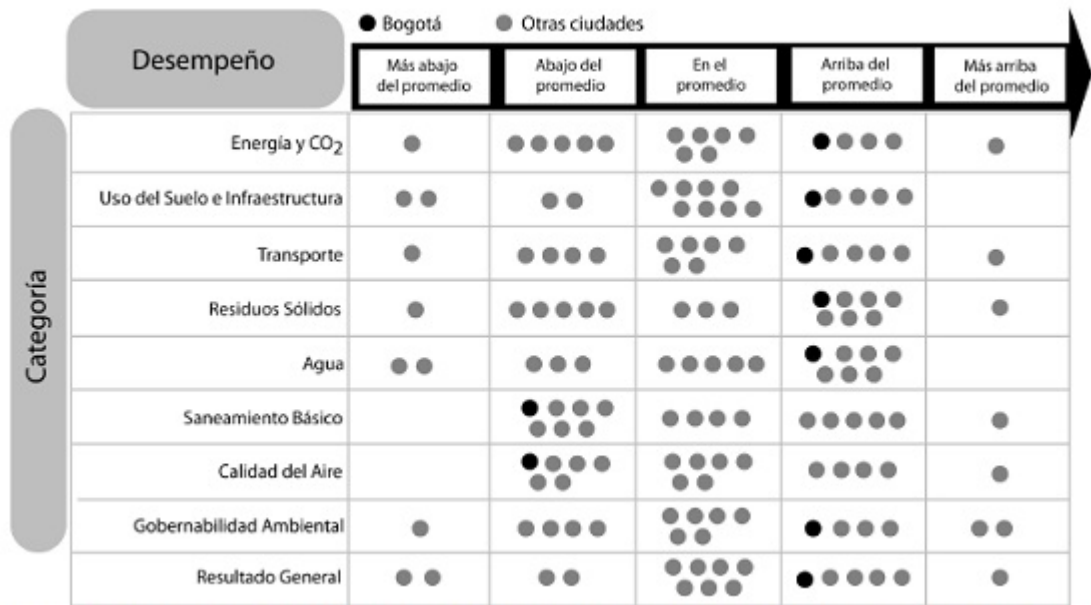 Bogotá
Otras ciudades
Desempeño
Más abajo
del promedio
Abajo del
promedio
En el
promedio
Arriba del
promedio
Más arriba
del promedio
Categoría
Energía y CO₂
Uso del Suelo e Infraestructura
Transporte
Residuos Sólidos
Agua
Saneamiento Básico
Calidad del Aire
Gobernabilidad Ambiental
Resultado General